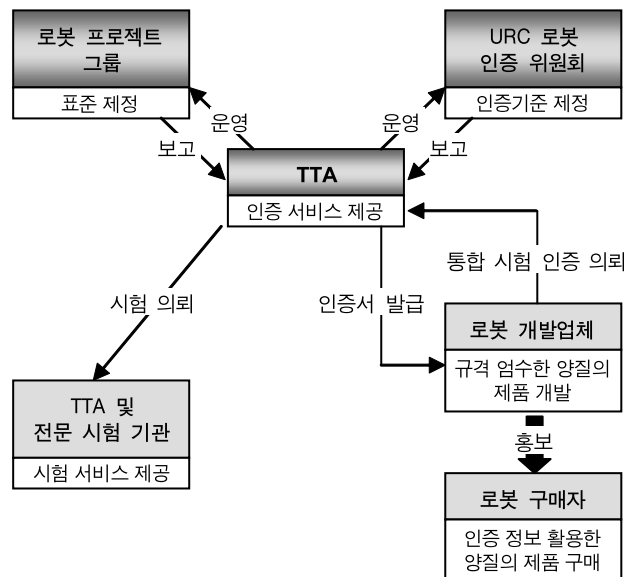 로봇 프로젝트
그룹
표준 제정
URC 로봇
인증 위원회
인증기준 제정
운영
운영
보고
보고
TTA
인증 서비스 제공
통합 시험 인증 의뢰
시험 의뢰
인증서 발급
로봇 개발업체
규격 엄수한 양질의
제품 개발
TTA 및
전문 시험 기관
시험 서비스 제공
홍보
로봇 구매자
인증 정보 활용한
양질의 제품 구매